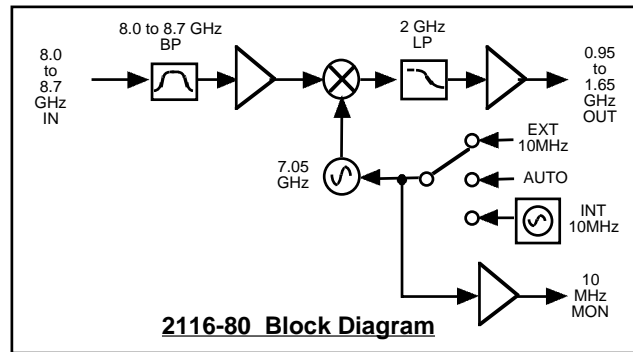 8.0 to 8.7 GHz
BP
2 GHz
LP
8.0
to
8.7
GHz
IN
0.95
to
1.65
GHz
OUT
7.05
GHz
EXT
10MHz
AUTO
INT
10MHz
10
MHz
MON
2116-80 Block Diagram